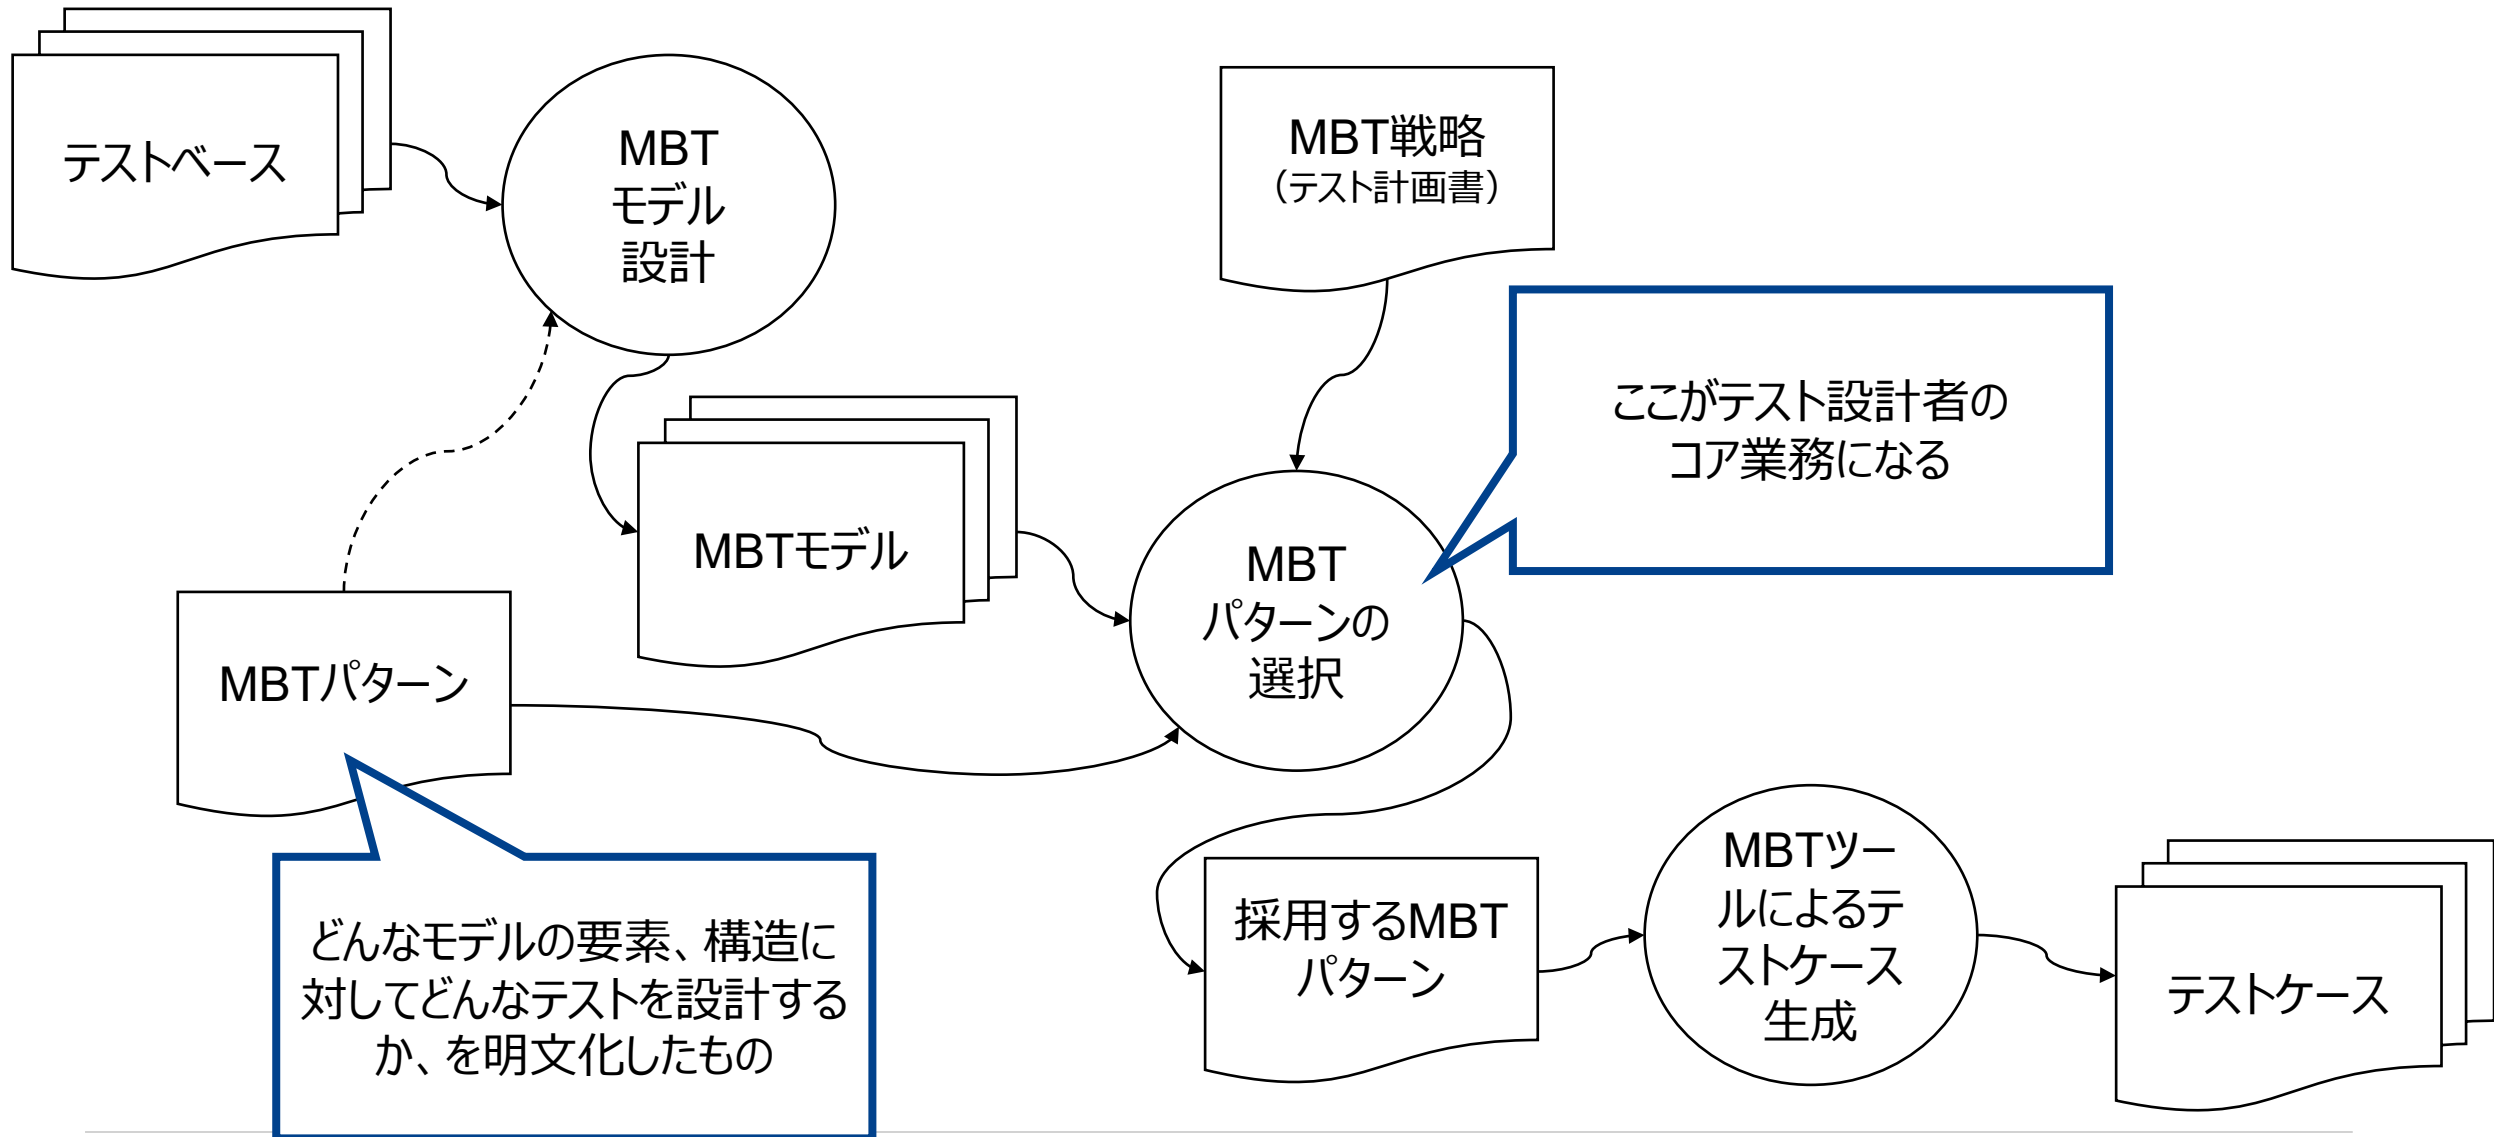 テストベース
MBT
モデル
設計
MBT戦略
（テスト計画書）
ここがテスト設計者の
コア業務になる
MBTモデル
MBT
パターンの
選択
MBTパターン
どんなモデルの要素、構造に
対してどんなテストを設計する
か、を明文化したもの
採用するMBT
パターン
MBTツー
ルによるテ
ストケース
生成
テストケース